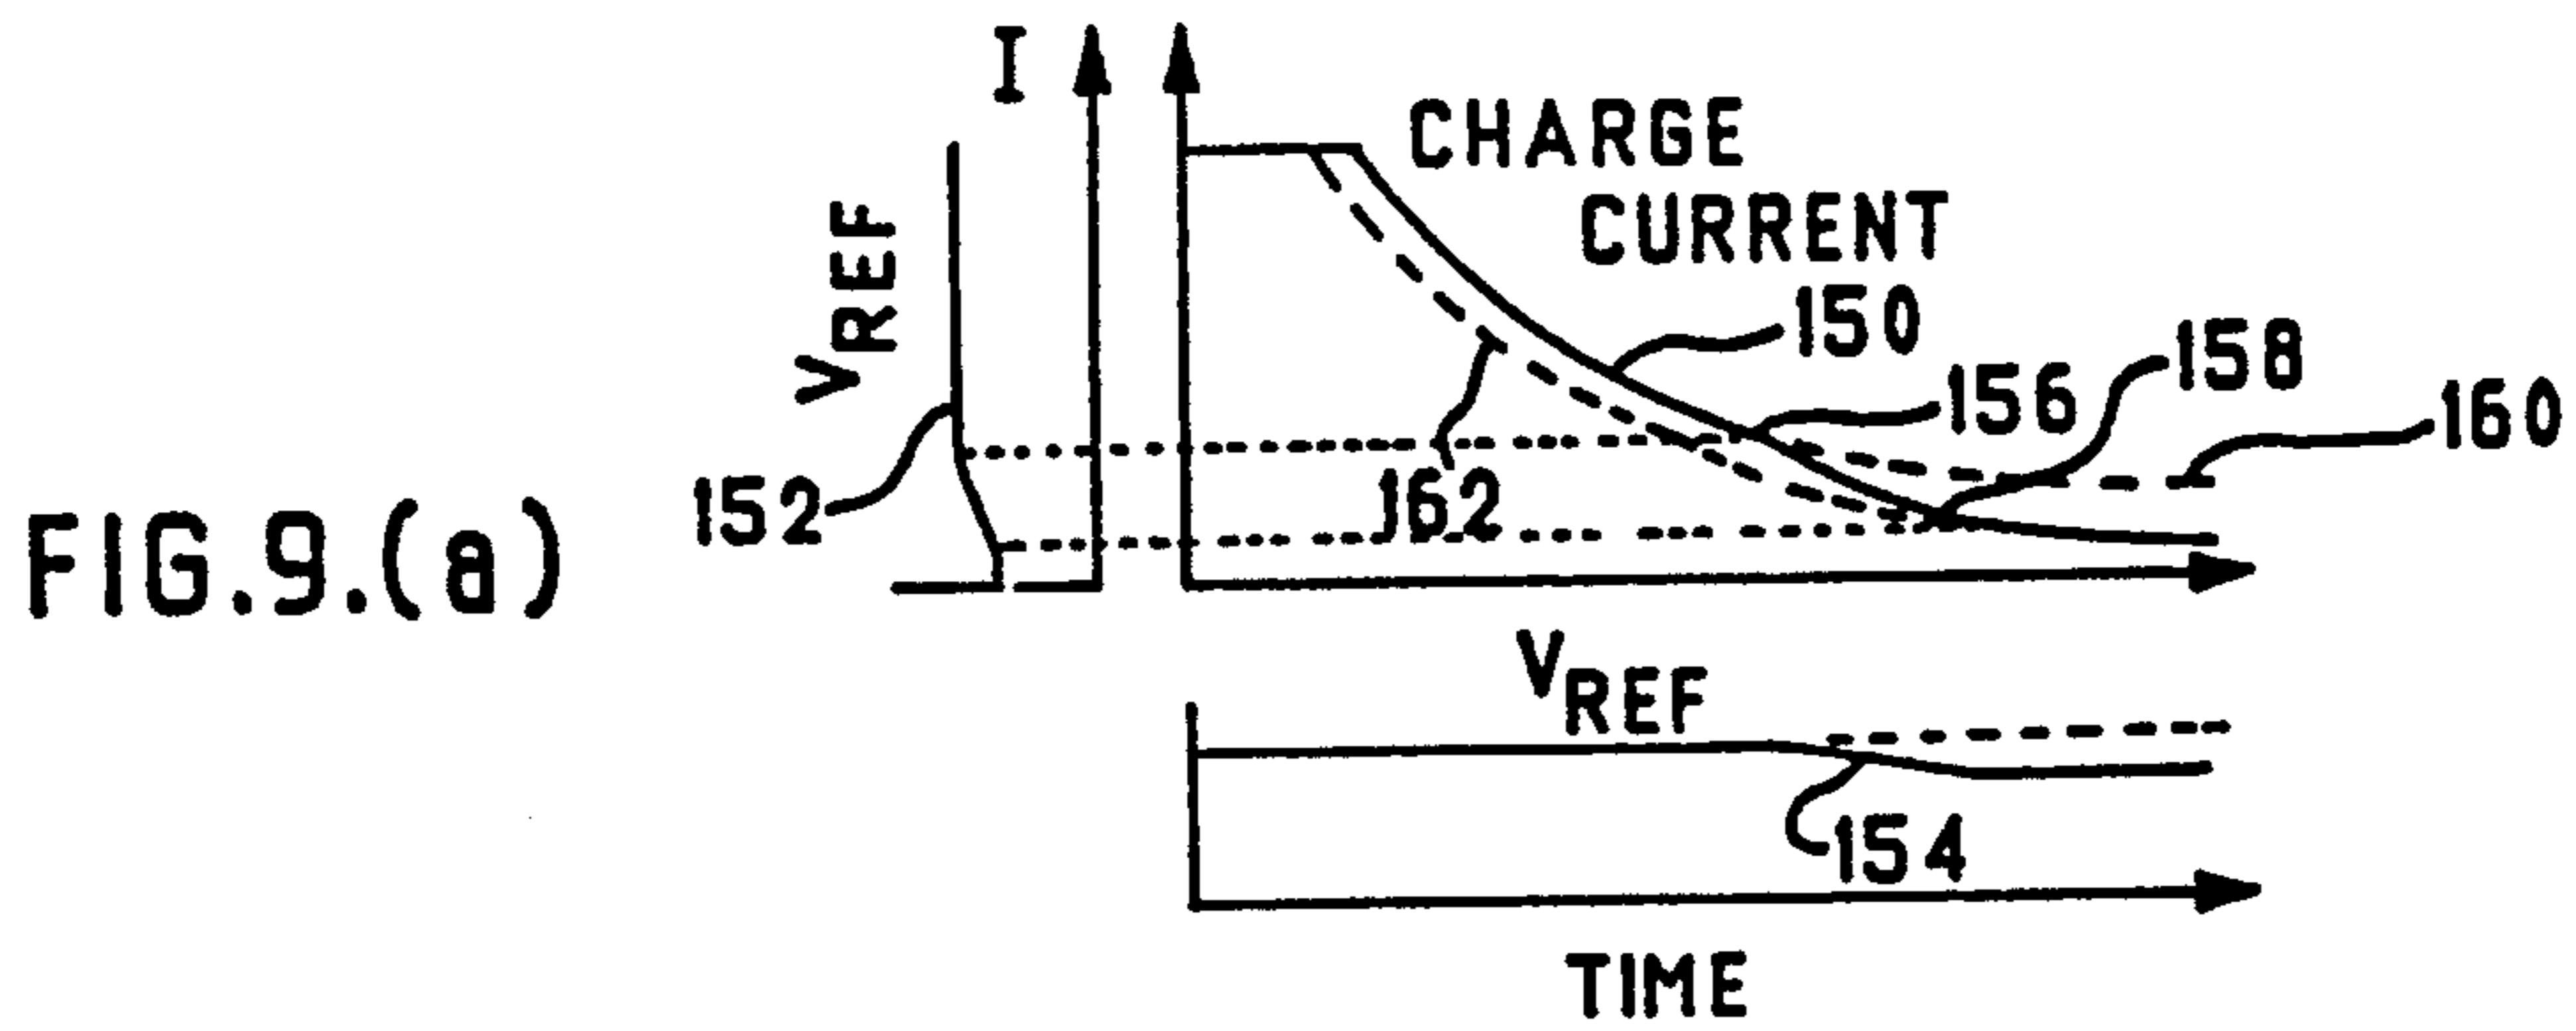 I
CHARGE
CURRENT
VREF
150
156
158
160
152
162
FIG.9.(a)
VREF
154
TIME